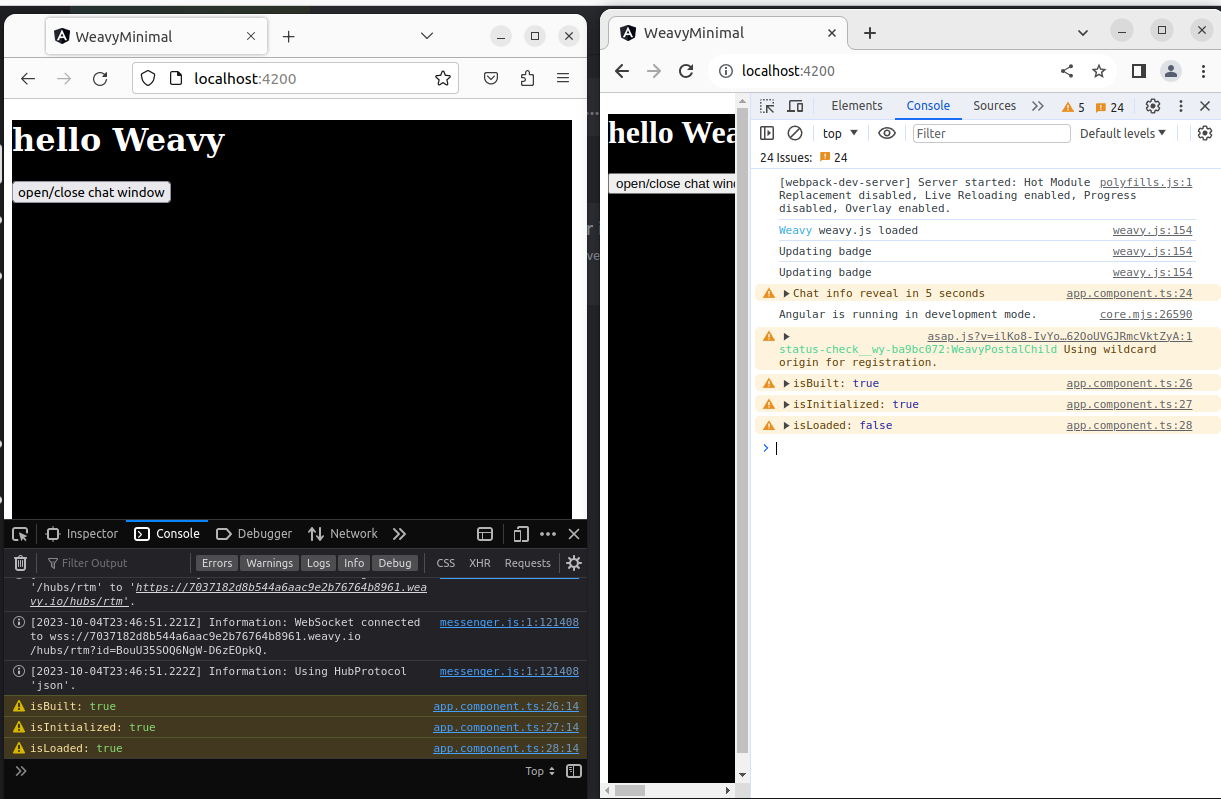 WeavyMinimal
localhost:4200
hello Weavy
open/close chat window
Inspector
Console
Debugger
Network
Filter Output
Errors
Warnings
Logs
Info
Debug
CSS
XHR
Requests
'/hubs/rtm' to 'https://7037182d8b544a6aac9e2b76764b8961.wea
vy.io/hubs/rtm'.
[2023-10-04T23:46:51.221Z] Information: WebSocket connected messenger.js:1:121408
to wss://7037182d8b544a6aac9e2b76764b8961.weavy.io
/hubs/rtm?id=BouU35SOQ6NgW-D6zEOpkQ.
[2023-10-04T23:46:51.222Z] Information: Using HubProtocol messenger.js:1:121408
'json'.
isBuilt: true app.component.ts:26:14
isInitialized: true app.component.ts:27:14
isLoaded: true app.component.ts:28:14
Top
WeavyMinimal
localhost:4200
hello Wea
open/close chat win
Elements
Console
Sources
5
24
top
Filter
Default levels
24 Issues: 24
[webpack-dev-server] Server started: Hot Module polyfills.js:1
Replacement disabled, Live Reloading enabled, Progress
disabled, Overlay enabled.
Weavy weavy.js loaded weavy.js:154
Updating badge weavy.js:154
Updating badge weavy.js:154
Chat info reveal in 5 seconds app.component.ts:24
Angular is running in development mode. core.mjs:26590
asap.js?v=ilKo8-IvYo…62OoUVGJRmcVktZyA:1
status-check__wy-ba9bc072:WeavyPostalChild Using wildcard
origin for registration.
isBuilt: true app.component.ts:26
isInitialized: true app.component.ts:27
isLoaded: false app.component.ts:28